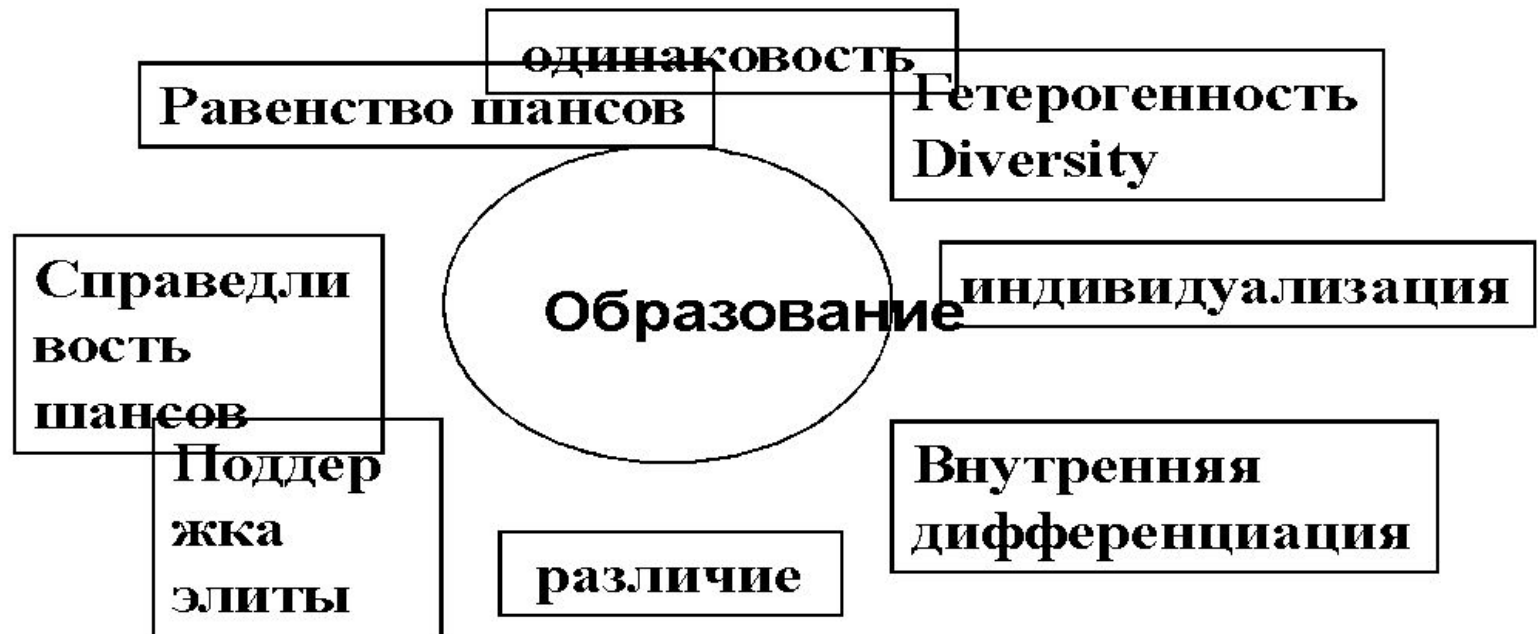 одинаковость
Равенство шансов
Гетерогенность
Diversity
Справедли
вость
шансов
Образование
индивидуализация
Поддер
жка
элиты
различие
Внутренняя
дифференциация